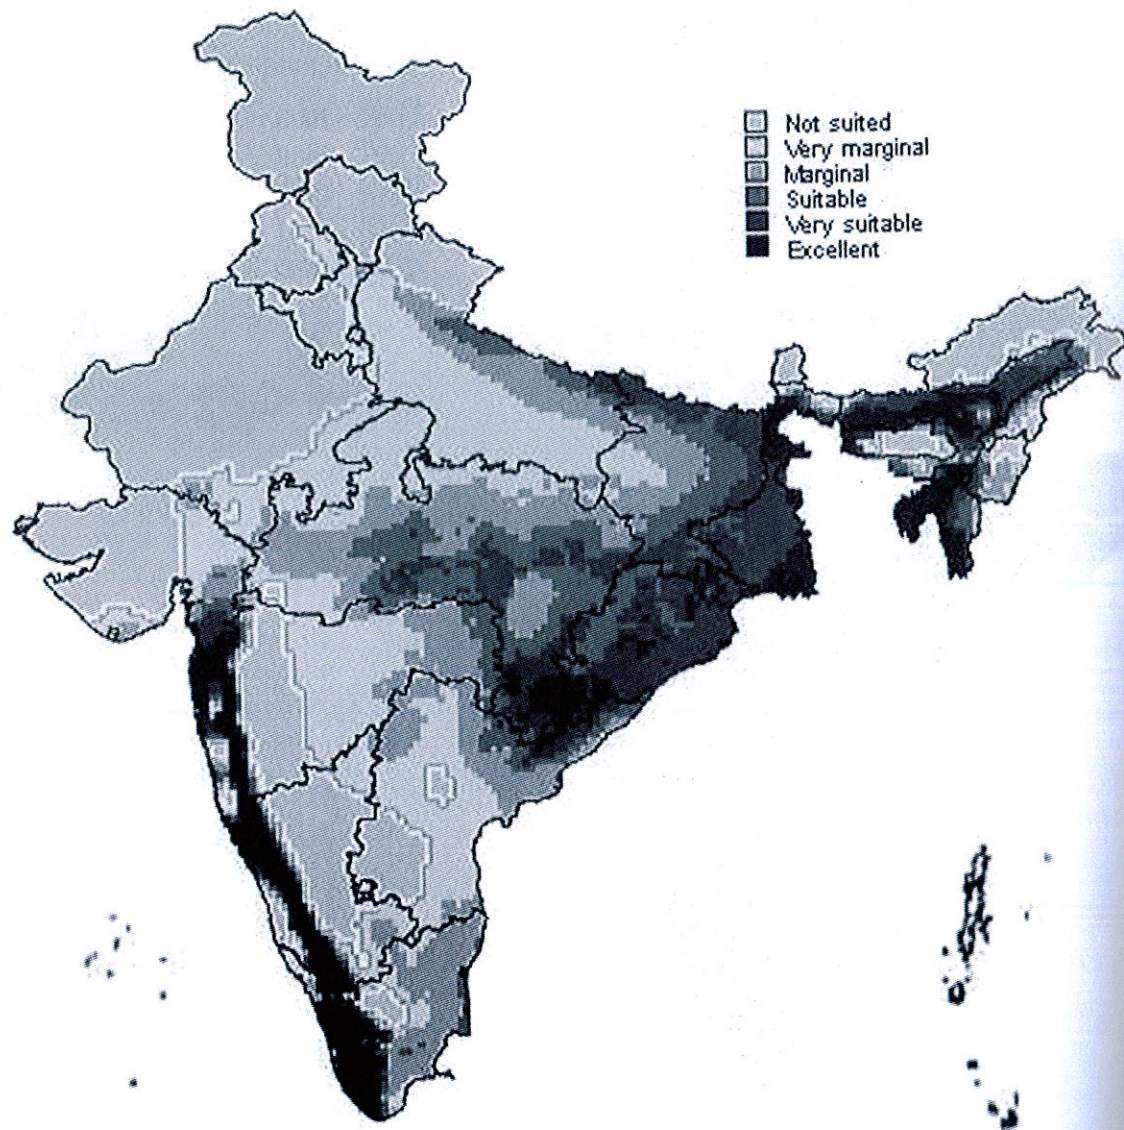 Not suited
Very marginal
Marginal
Suitable
Very suitable
Excellent